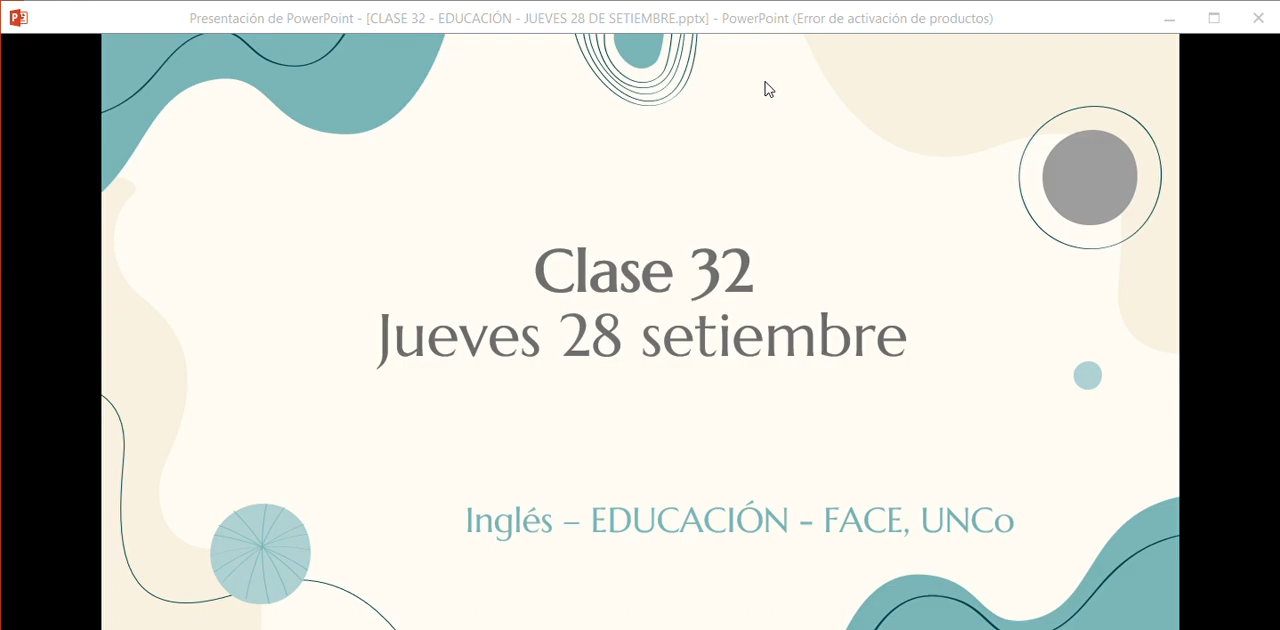 Presentación de PowerPoint - [CLASE 32 - EDUCACIÓN - JUEVES 28 DE SETIEMBRE.pptx] - PowerPoint (Error de activación de productos)
Clase 32
Jueves 28 setiembre
Inglés – EDUCACIÓN - FACE, UNCo